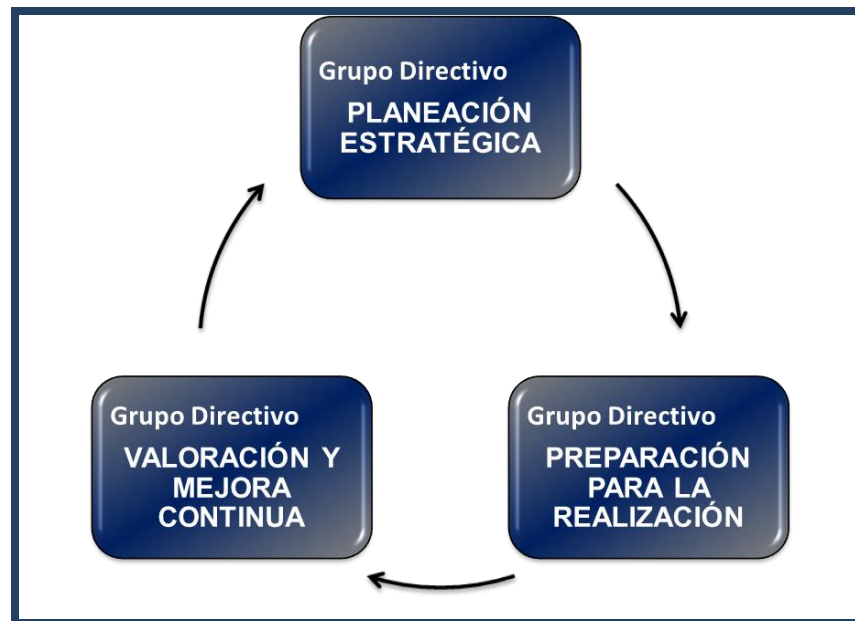 Grupo Directivo
PLANEACIÓN
ESTRATÉGICA
Grupo Directivo
VALORACIÓN Y
MEJORA
CONTINUA
Grupo Directivo
PREPARACIÓN
PARA LA
REALIZACIÓN